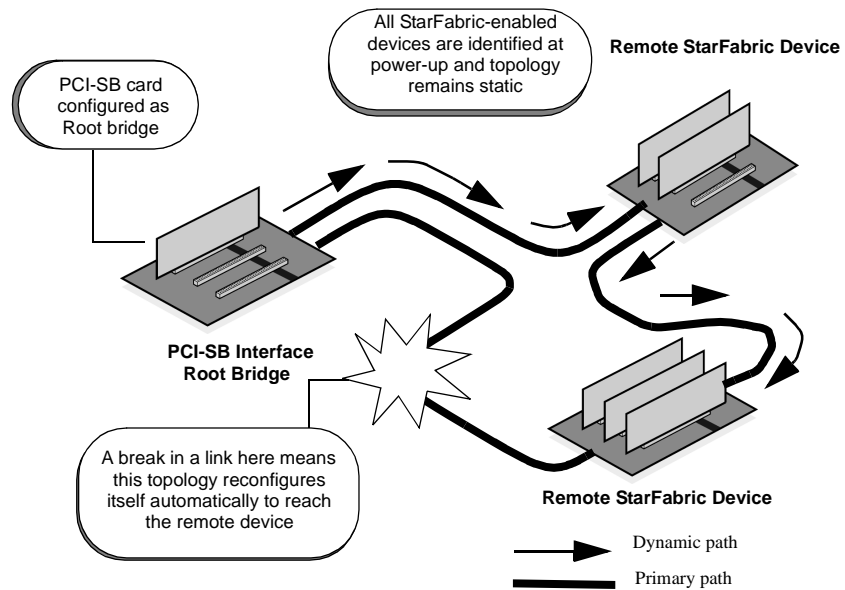 All StarFabric-enabled
devices are identified at
power-up and topology
remains static
Remote StarFabric Device
PCI-SB card
configured as
Root bridge
PCI-SB Interface
Root Bridge
A break in a link here means
this topology reconfigures
itself automatically to reach
the remote device
Remote StarFabric Device
Dynamic path
Primary path